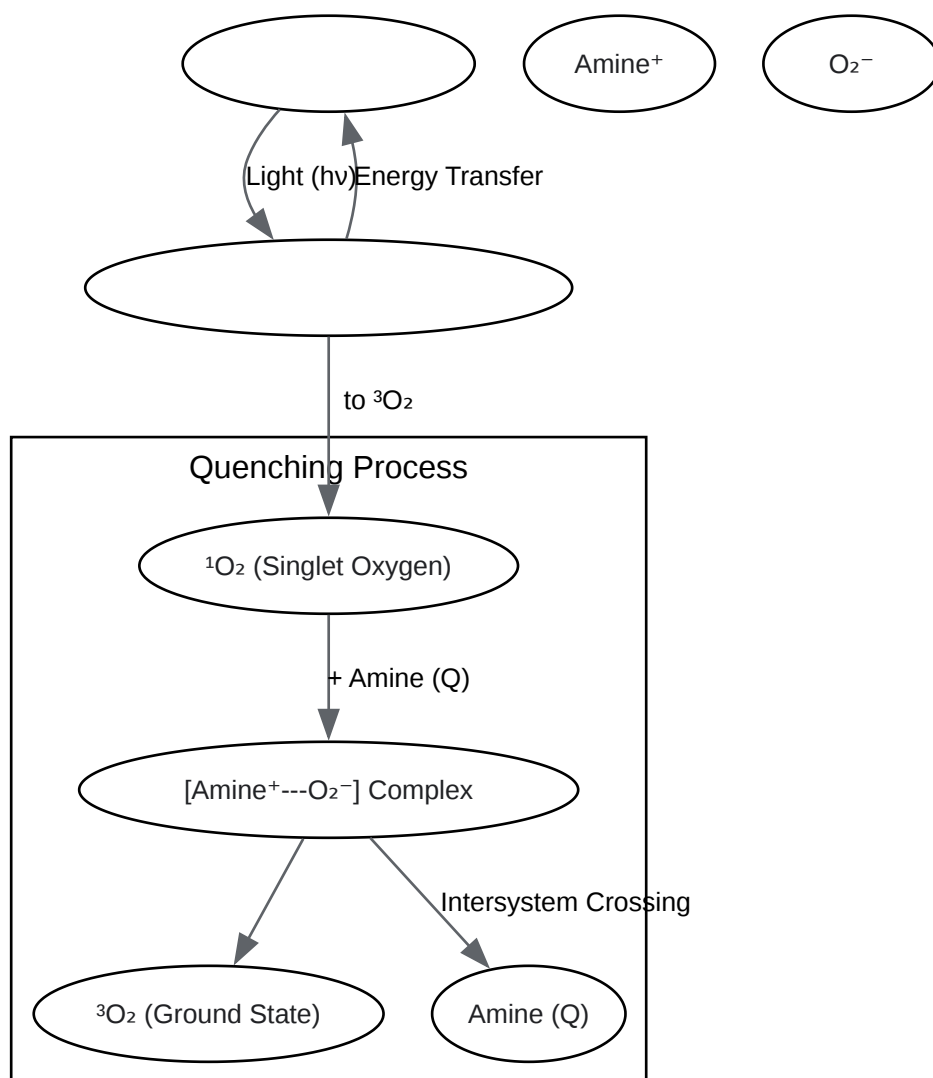 Amine⁺
O₂⁻
Light (hν)
Energy Transfer
to ³O₂
Quenching Process
¹O₂ (Singlet Oxygen)
+ Amine (Q)
[Amine⁺---O₂⁻] Complex
Intersystem Crossing
³O₂ (Ground State)
Amine (Q)